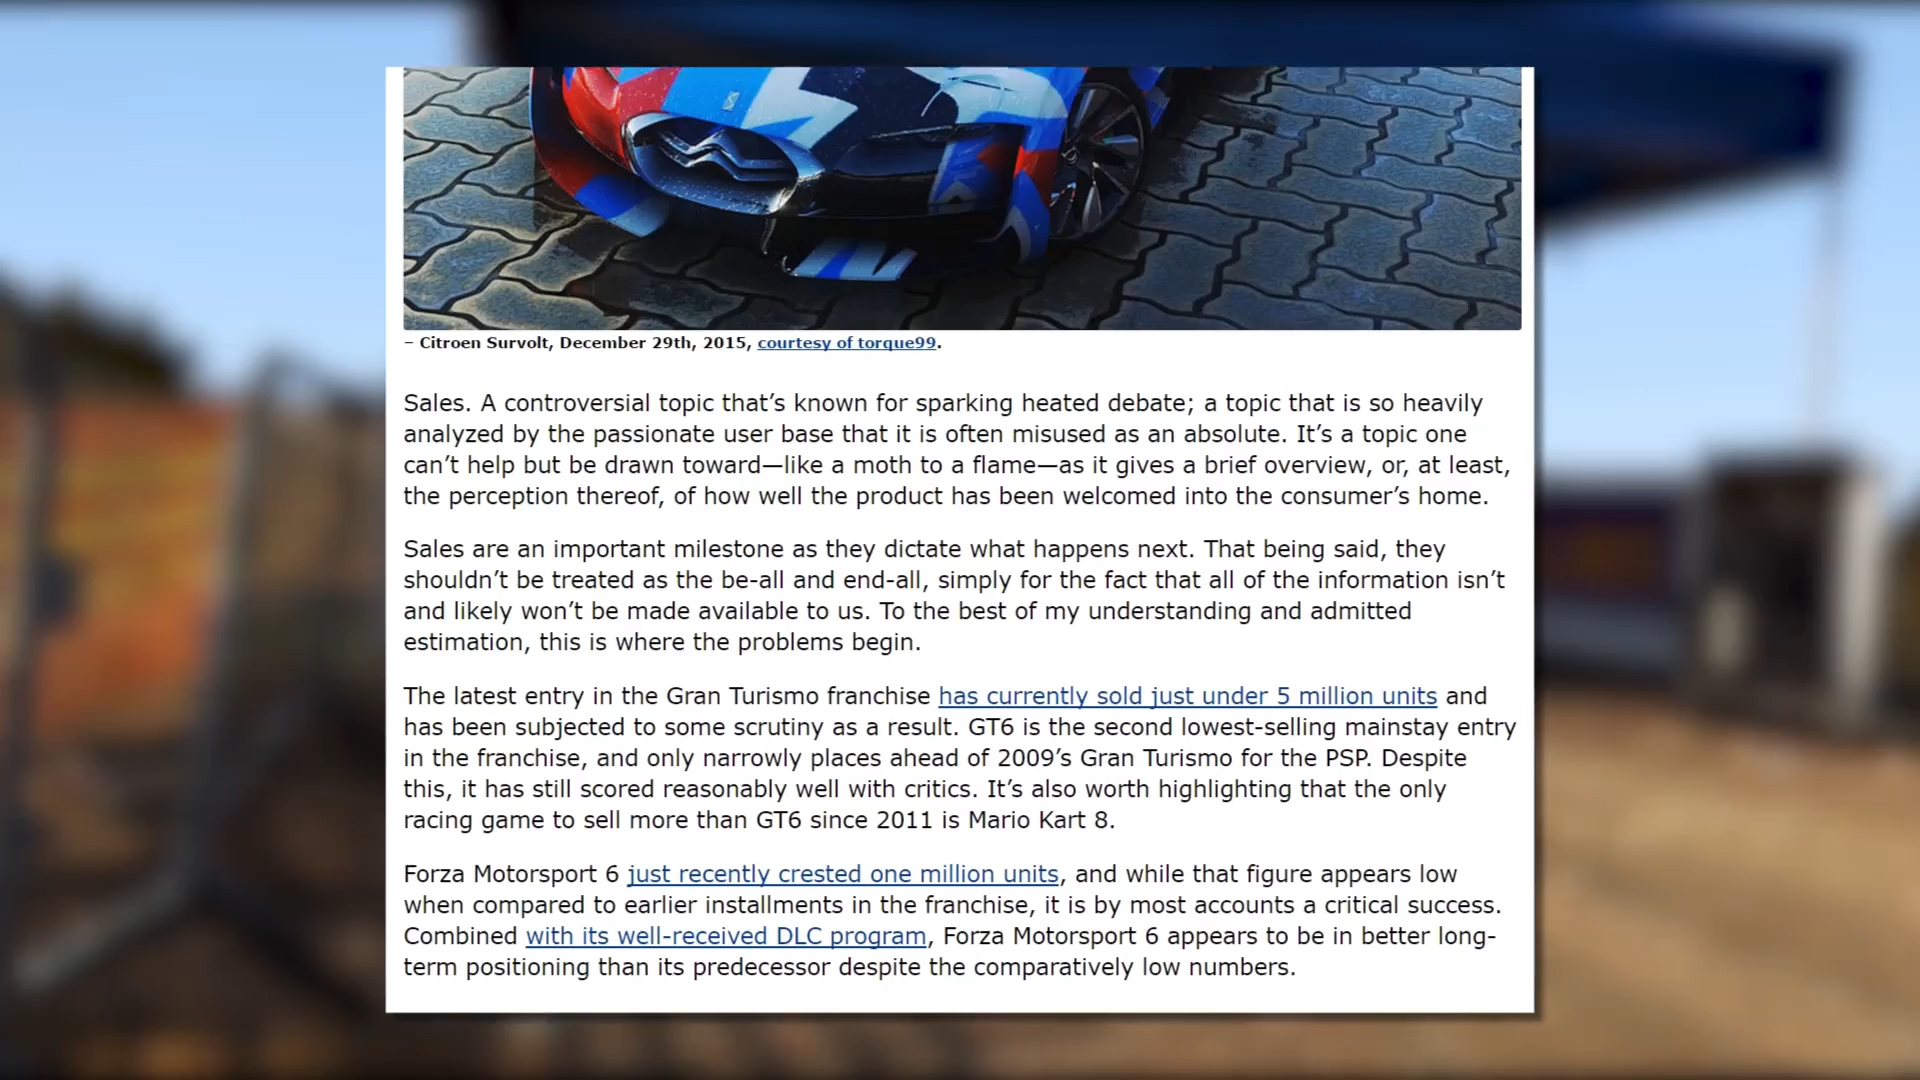 – Citroen Survolt, December 29th, 2015, courtesy of torque99.
Sales. A controversial topic that’s known for sparking heated debate; a topic that is so heavily
analyzed by the passionate user base that it is often misused as an absolute. It’s a topic one
can’t help but be drawn toward—like a moth to a flame—as it gives a brief overview, or, at least,
the perception thereof, of how well the product has been welcomed into the consumer’s home.
Sales are an important milestone as they dictate what happens next. That being said, they
shouldn’t be treated as the be-all and end-all, simply for the fact that all of the information isn’t
and likely won’t be made available to us. To the best of my understanding and admitted
estimation, this is where the problems begin.
The latest entry in the Gran Turismo franchise has currently sold just under 5 million units and
has been subjected to some scrutiny as a result. GT6 is the second lowest-selling mainstay entry
in the franchise, and only narrowly places ahead of 2009’s Gran Turismo for the PSP. Despite
this, it has still scored reasonably well with critics. It’s also worth highlighting that the only
racing game to sell more than GT6 since 2011 is Mario Kart 8.
Forza Motorsport 6 just recently crested one million units, and while that figure appears low
when compared to earlier installments in the franchise, it is by most accounts a critical success.
Combined with its well-received DLC program, Forza Motorsport 6 appears to be in better long-
term positioning than its predecessor despite the comparatively low numbers.